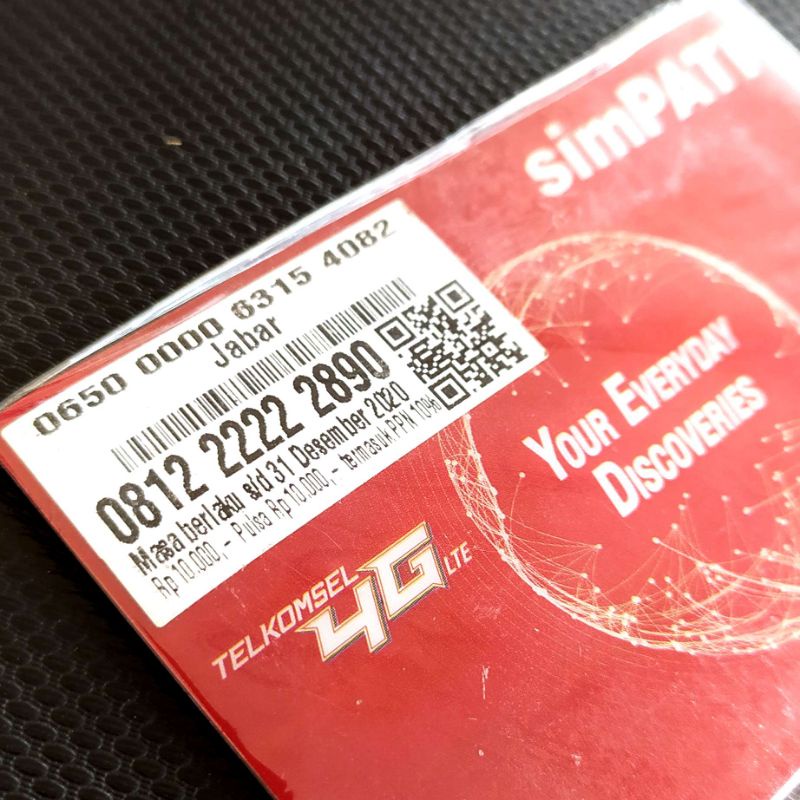 simPATI
0650 0000 6315 4082
Jabar
0812 2222 2890
Masa berlaku s/d 31 Desember 2020
Rp 10.000,- Pulsa Rp 10.000,- termasuk PPN 10%
YOUR EVERYDAY
DISCOVERIES
TELKOMSEL
4G LTE